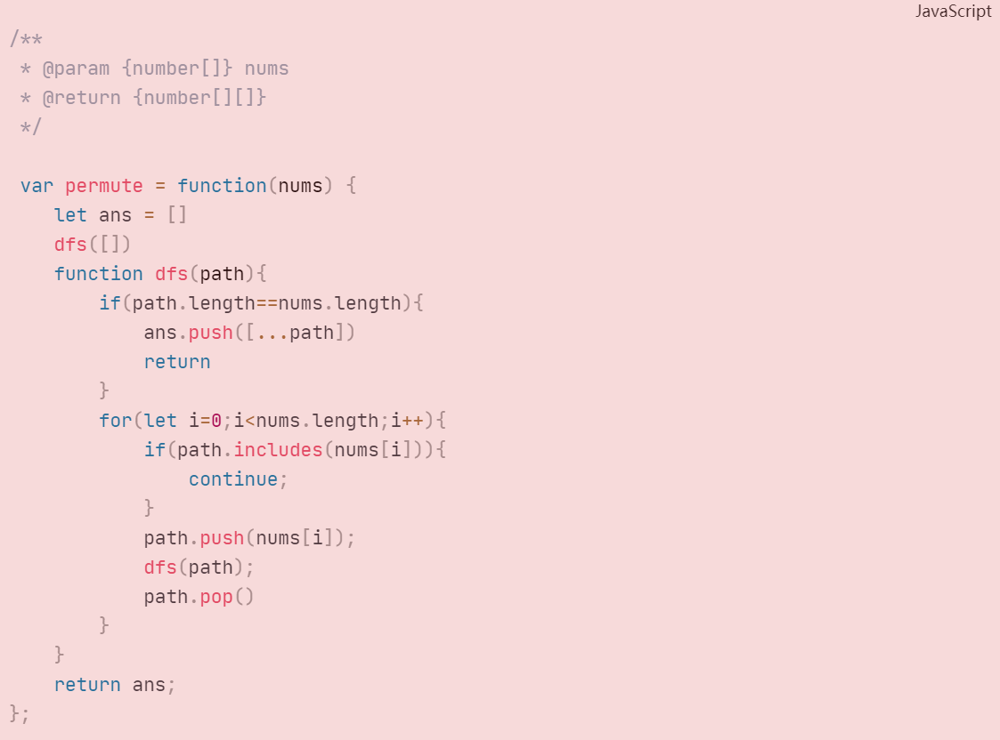 JavaScript
/**
 * @param {number[]} nums
 * @return {number[][]}
 */

 var permute = function(nums) {
    let ans = []
    dfs([])
    function dfs(path){
        if(path.length==nums.length){
            ans.push([...path])
            return
        }
        for(let i=0;i<nums.length;i++){
            if(path.includes(nums[i])){
                continue;
            }
            path.push(nums[i]);
            dfs(path);
            path.pop()
        }
    }
    return ans;
};